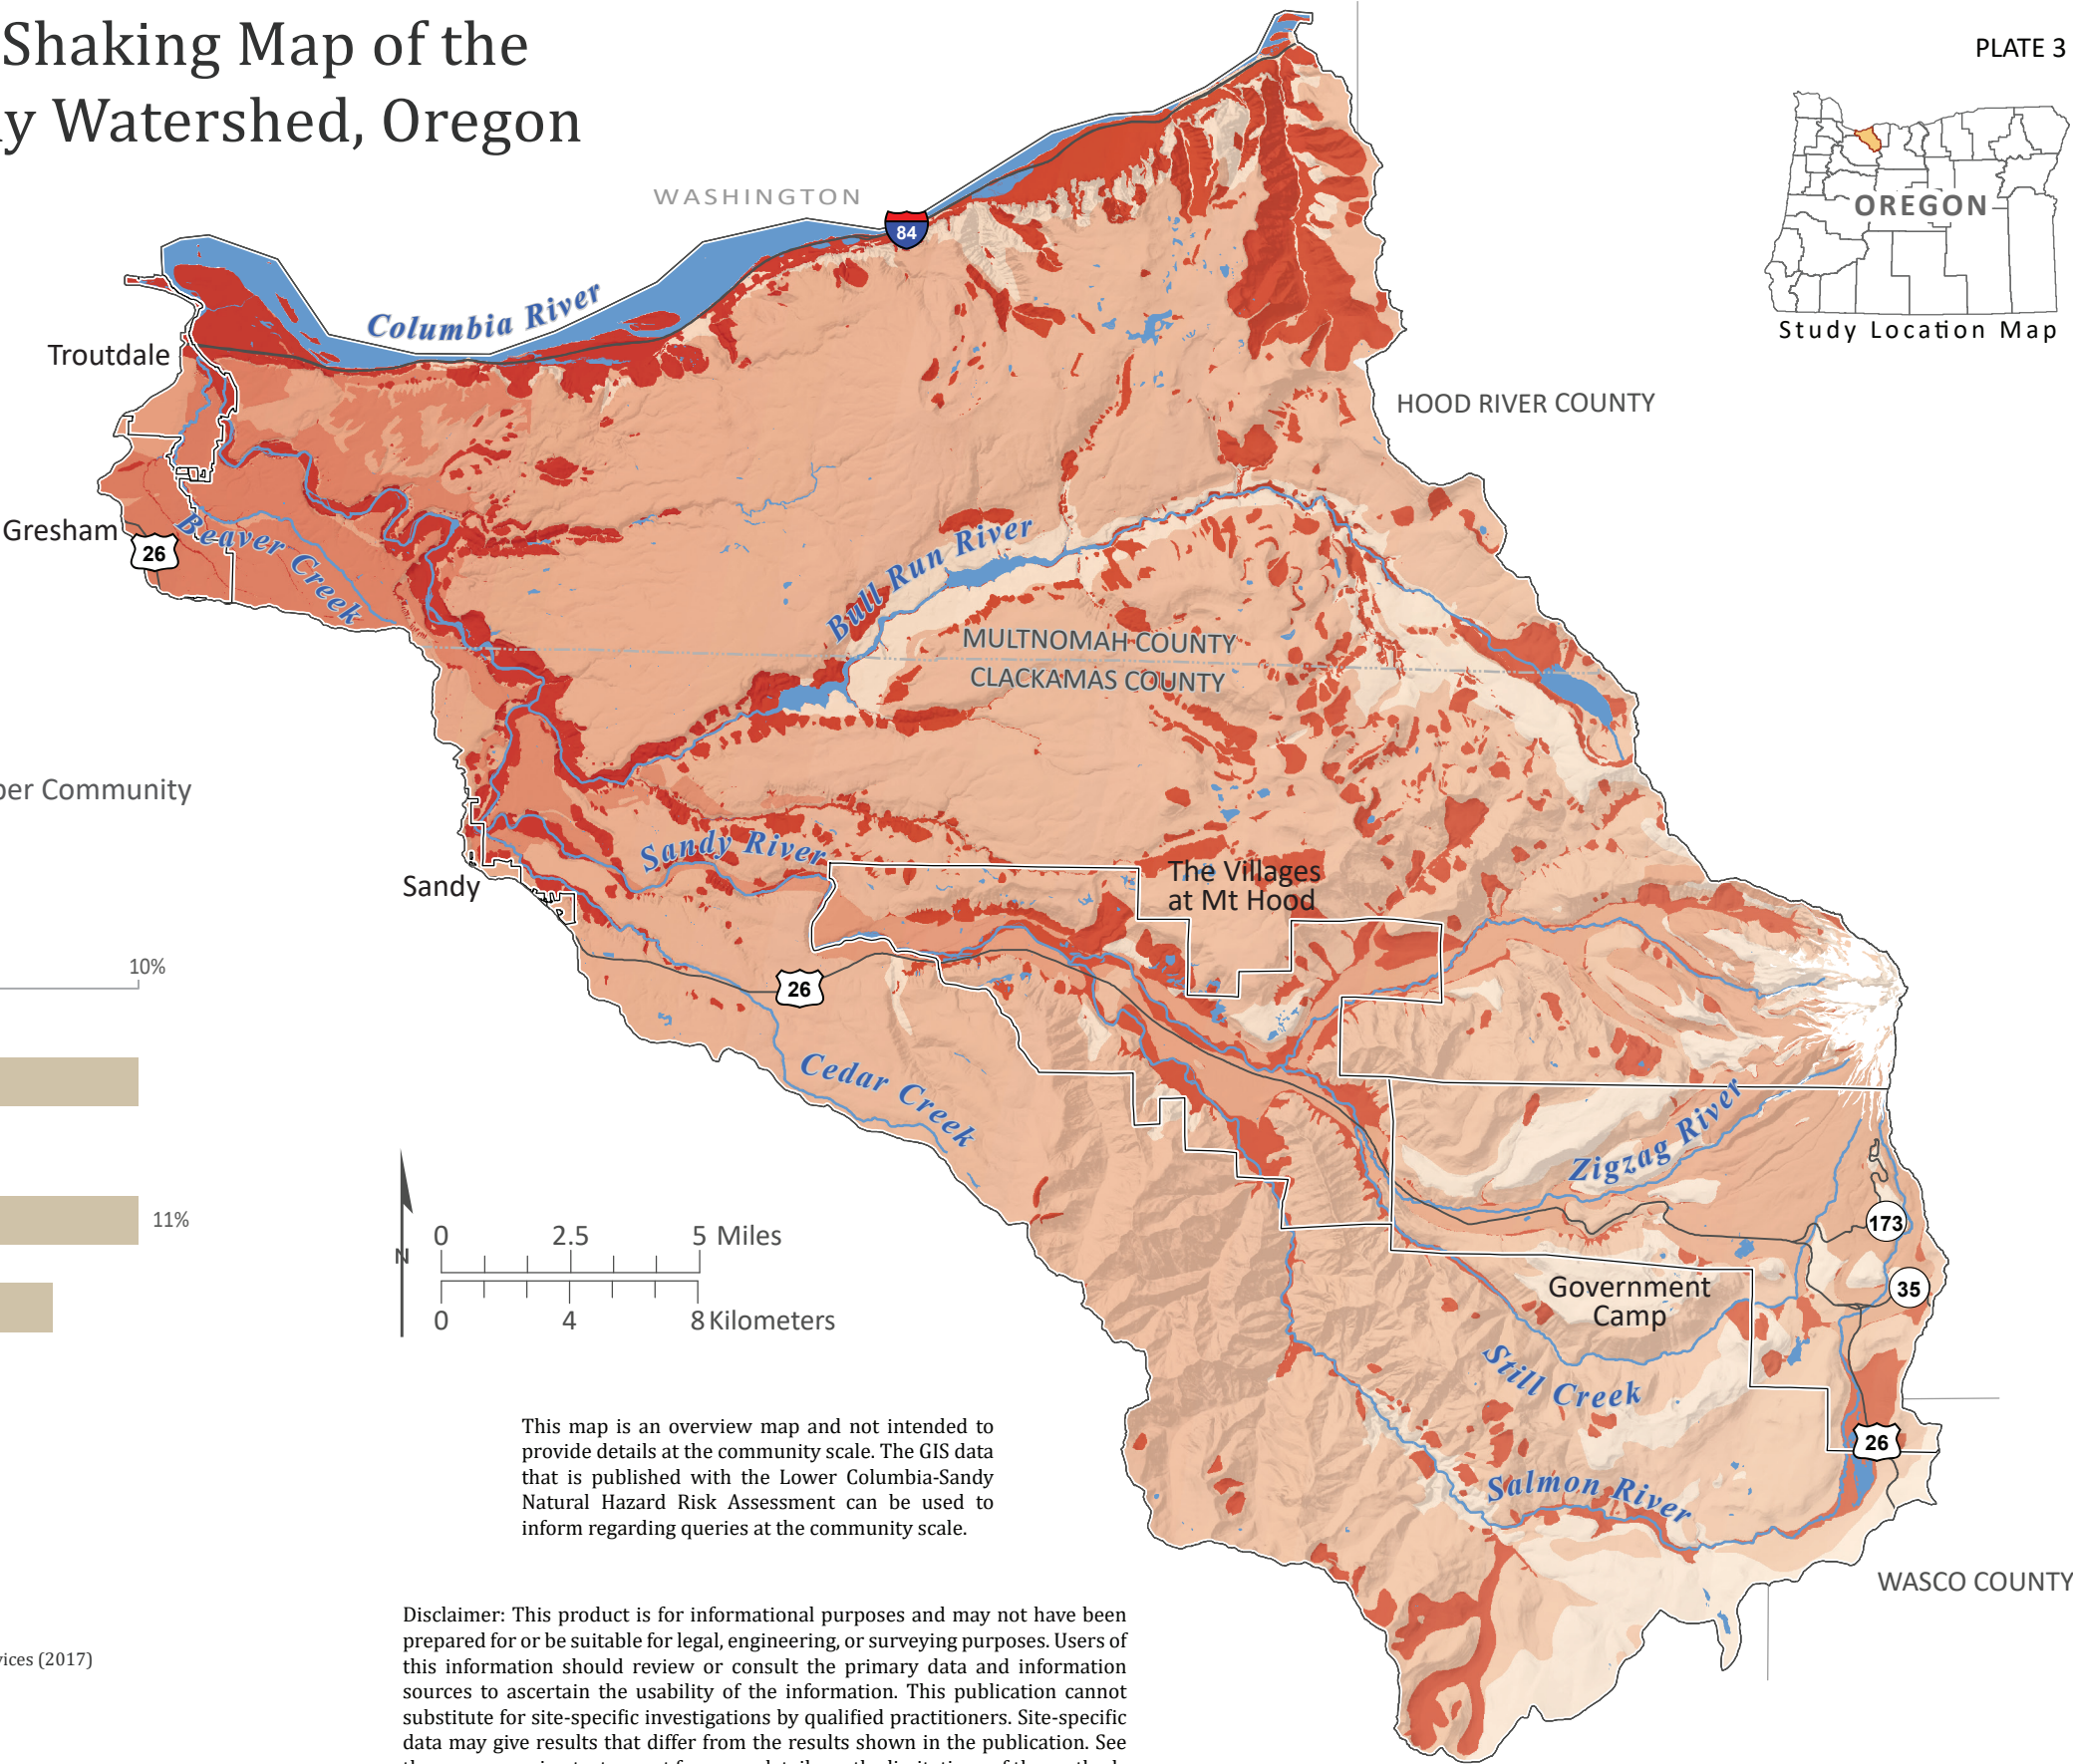 Shaking Map of the
y Watershed, Oregon
PLATE 3
OREGON
Study Location Map
WASHINGTON
84
Columbia River
Troutdale
HOOD RIVER COUNTY
Gresham
26
Beaver Creek
Bull Run River
MULTNOMAH COUNTY
CLACKAMAS COUNTY
per Community
Sandy River
The Villages
at Mt Hood
Sandy
10%
26
Cedar Creek
Zigzag River
11%
173
N
0 2.5 5 Miles
0 4 8 Kilometers
Government
Camp
35
Still Creek
26
Salmon River
WASCO COUNTY
This map is an overview map and not intended to
provide details at the community scale. The GIS data
that is published with the Lower Columbia-Sandy
Natural Hazard Risk Assessment can be used to
inform regarding queries at the community scale.
Disclaimer: This product is for informational purposes and may not have been
prepared for or be suitable for legal, engineering, or surveying purposes. Users of
this information should review or consult the primary data and information
sources to ascertain the usability of the information. This publication cannot
substitute for site-specific investigations by qualified practitioners. Site-specific
data may give results that differ from the results shown in the publication. See
vices (2017)